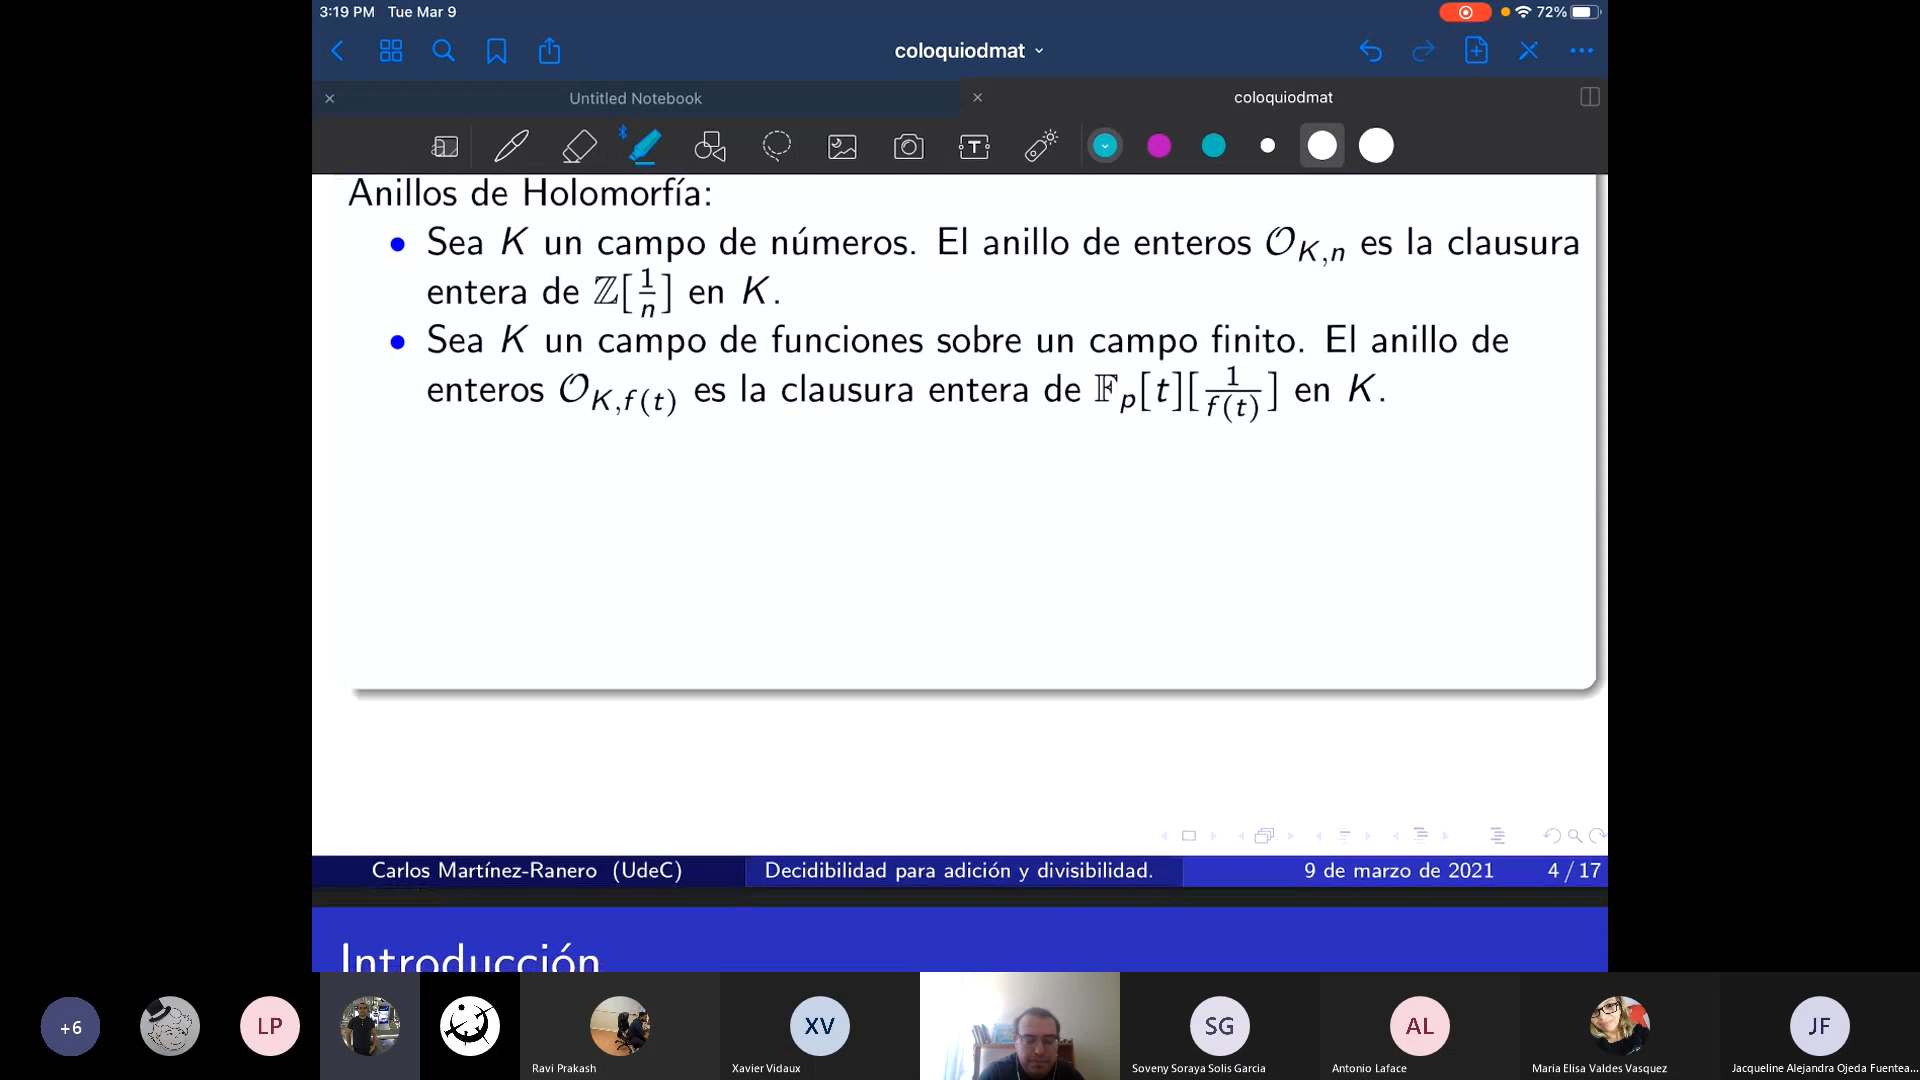 3:19 PM Tue Mar 9
72%
coloquiodmat
Untitled Notebook
coloquiodmat
Anillos de Holomorfía:
• Sea K un campo de números. El anillo de enteros 𝒪_{K,n} es la clausura
entera de ℤ[1/n] en K.
• Sea K un campo de funciones sobre un campo finito. El anillo de
enteros 𝒪_{K,f(t)} es la clausura entera de 𝔽_p[t][1/f(t)] en K.
Carlos Martínez-Ranero (UdeC) Decidibilidad para adición y divisibilidad. 9 de marzo de 2021 4 / 17
Introducción
+6 LP XV SG AL JF
Ravi Prakash Xavier Vidaux Soveny Soraya Solis Garcia Antonio Laface Maria Elisa Valdes Vasquez Jacqueline Alejandra Ojeda Fuentea...